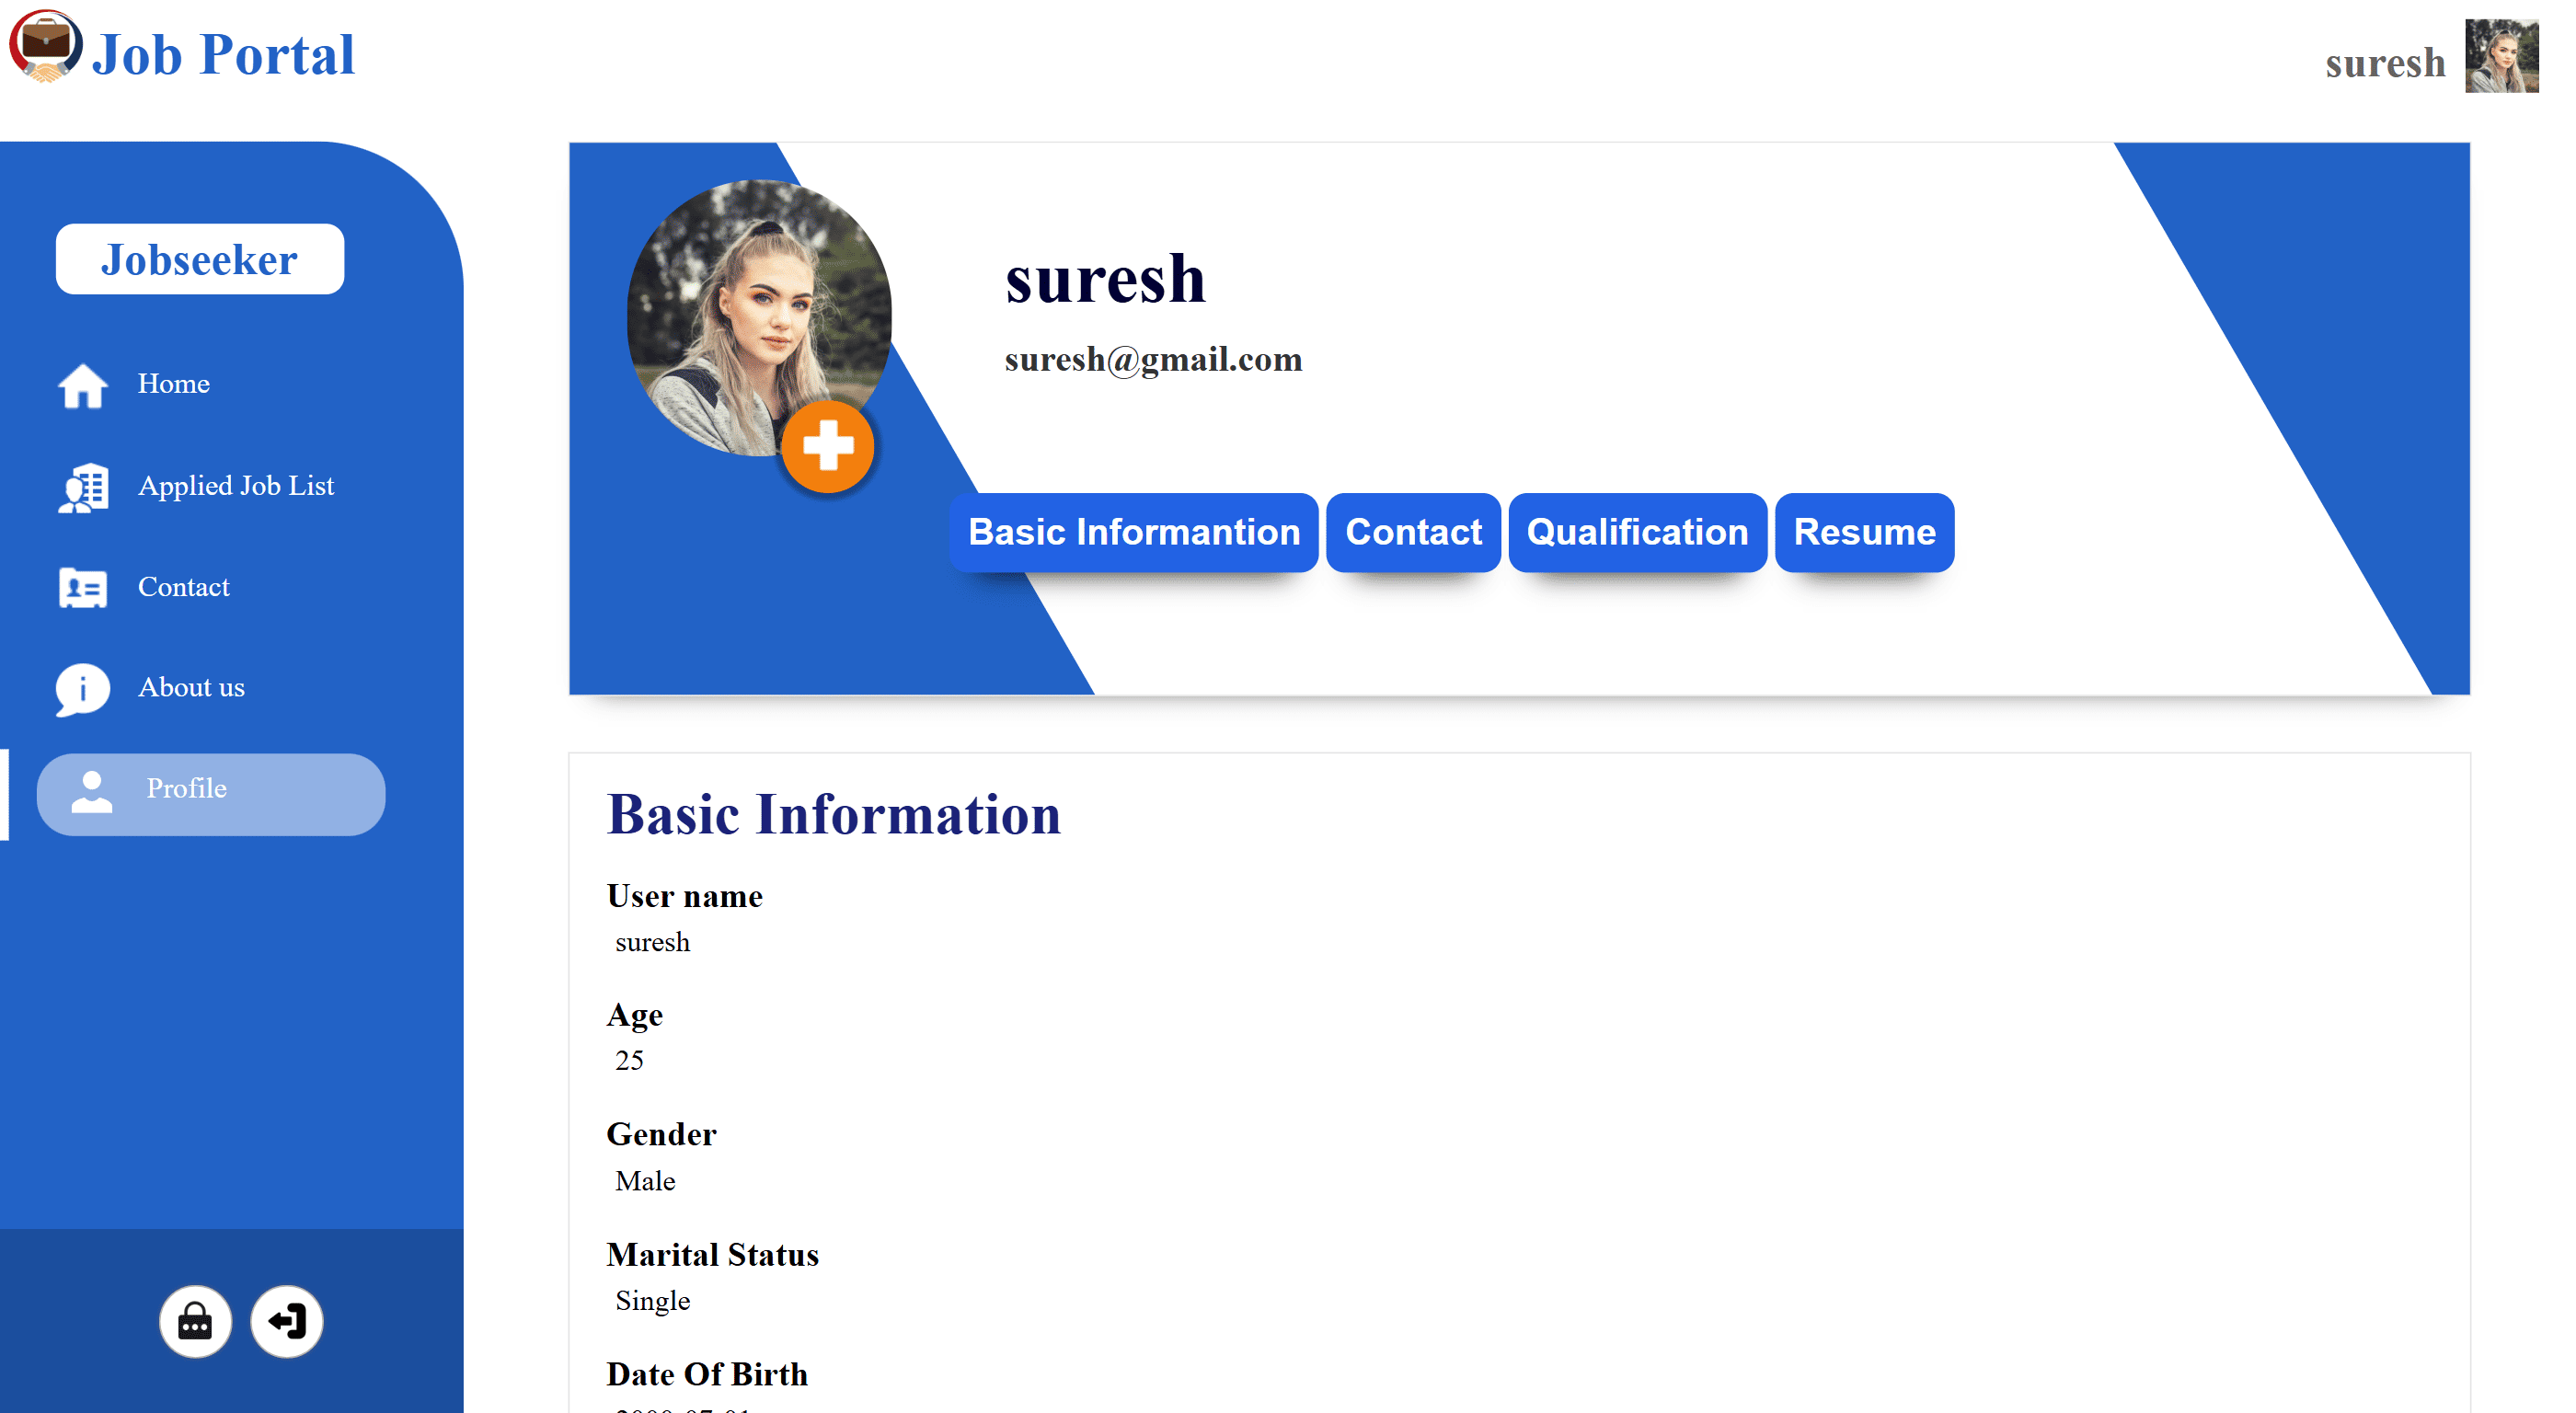 Job Portal
suresh
Jobseeker
Home
Applied Job List
Contact
About us
Profile
suresh
suresh@gmail.com
Basic Informantion
Contact
Qualification
Resume
Basic Information
User name
suresh
Age
25
Gender
Male
Marital Status
Single
Date Of Birth